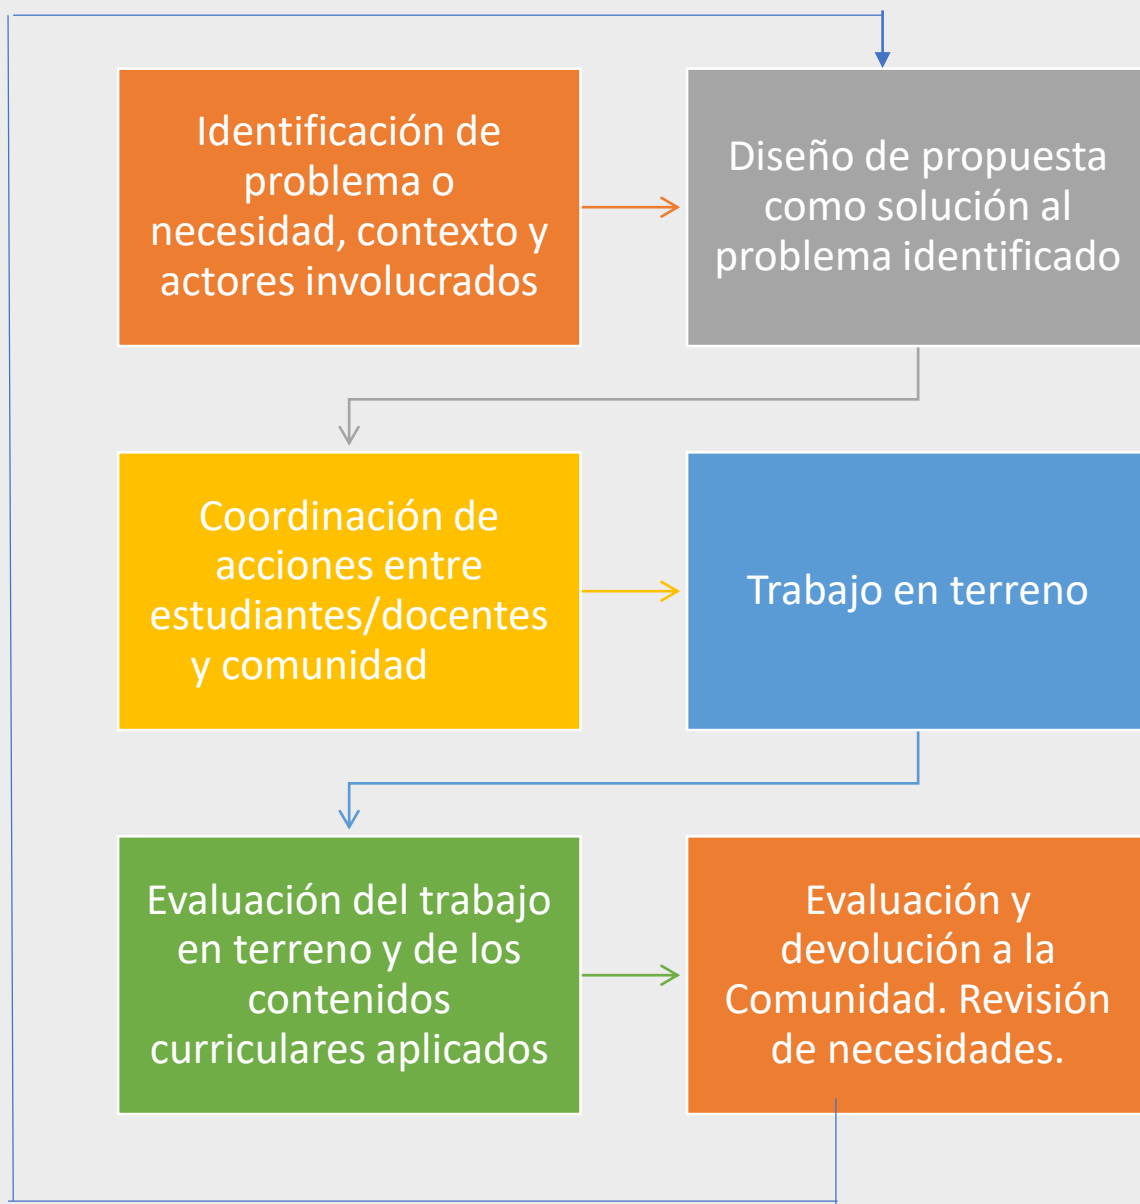 Identificación de
problema o
necesidad, contexto y
actores involucrados
Diseño de propuesta
como solución al
problema identificado
Coordinación de
acciones entre
estudiantes/docentes
y comunidad
Trabajo en terreno
Evaluación del trabajo
en terreno y de los
contenidos
curriculares aplicados
Evaluación y
devolución a la
Comunidad. Revisión
de necesidades.